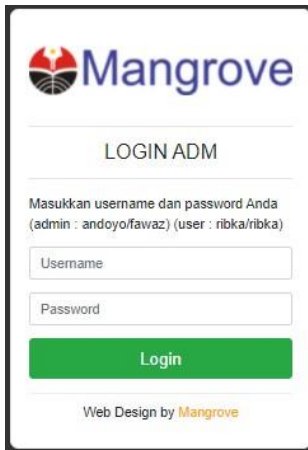 Mangrove
LOGIN ADM
Masukkan username dan password Anda
(admin : andoyo/fawaz) (user : ribka/ribka)
Username
Password
Login
Web Design by Mangrove